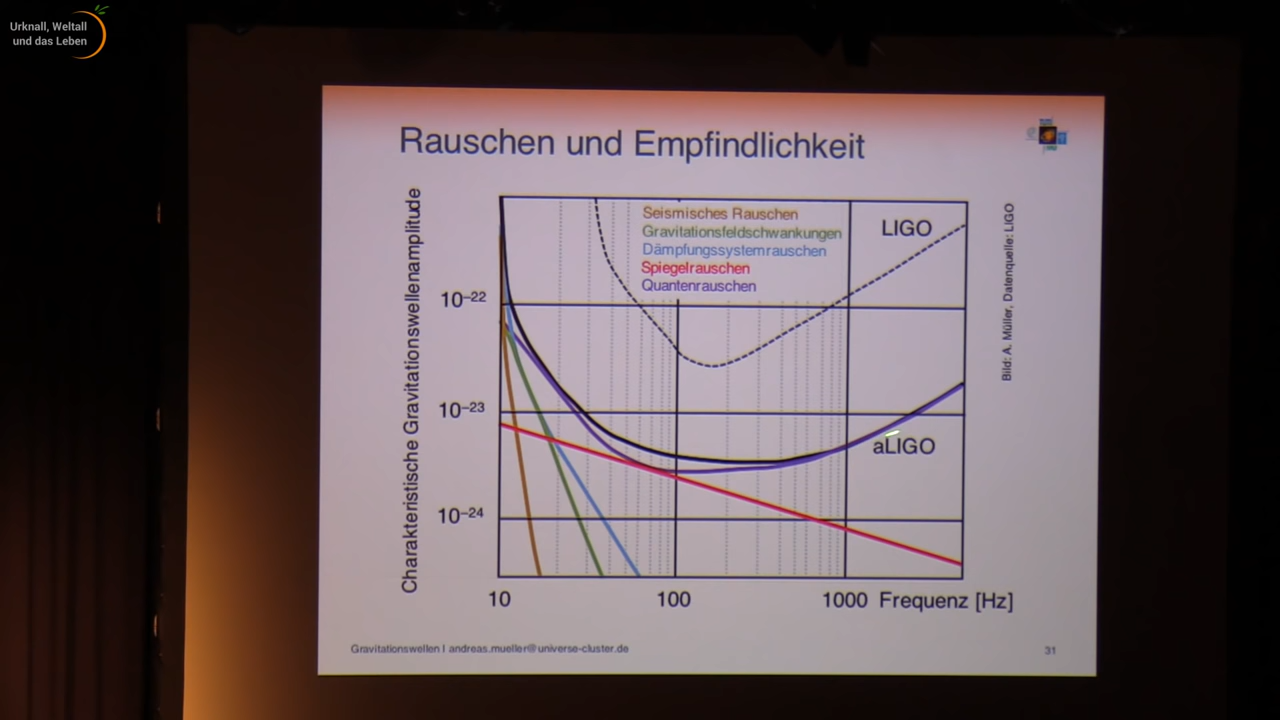 Urknall, Weltall
und das Leben
Rauschen und Empfindlichkeit
Charakteristische Gravitationswellenamplitude
Seismisches Rauschen
Gravitationsfeldschwankungen
Dämpfungssystemrauschen
Spiegelrauschen
Quantenrauschen
LIGO
aLIGO
10–22
10–23
10–24
10
100
1000
Frequenz [Hz]
Bild: A. Müller, Datenquelle: LIGO
Gravitationswellen I andreas.mueller@universe-cluster.de
31